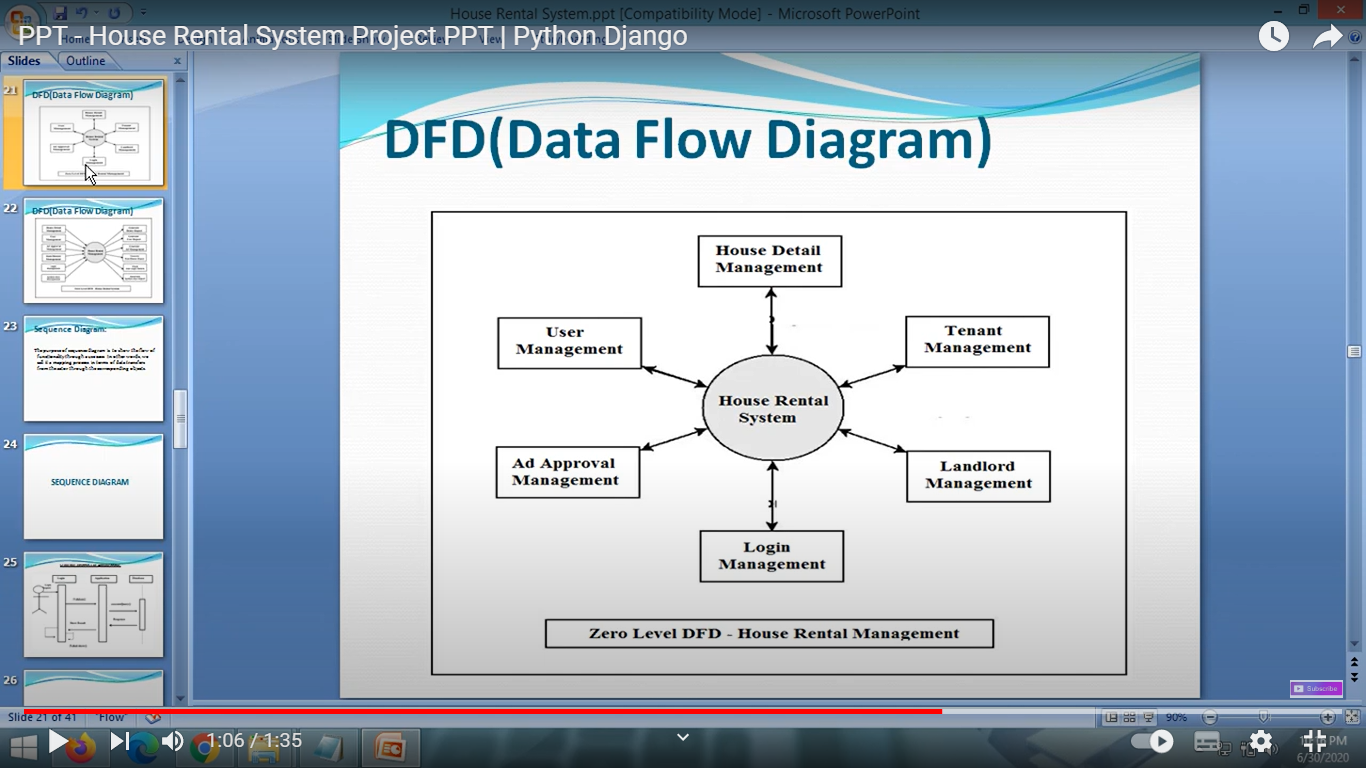 House Rental System.ppt [Compatibility Mode] - Microsoft PowerPoint
PPT - House Rental System Project PPT | Python Django
Slides
Outline
x
21
DFD(Data Flow Diagram)
22
DFD(Data Flow Diagram)
23
Sequence Diagram:
24
SEQUENCE DIAGRAM
25
26
DFD(Data Flow Diagram)
House Detail
Management
User
Management
Tenant
Management
House Rental
System
Ad Approval
Management
Landlord
Management
Login
Management
Zero Level DFD - House Rental Management
Subscribe
Slide 21 of 41
"Flow"
90%
1:06 / 1:35
PM
6/30/2020